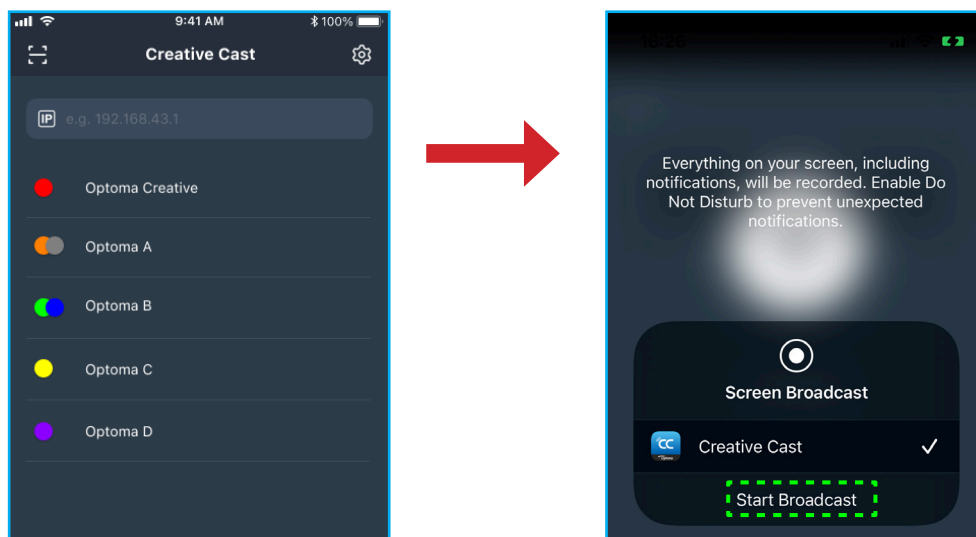 9:41 AM
100%
Creative Cast
IP e.g. 192.168.43.1
Optoma Creative
Optoma A
Optoma B
Optoma C
Optoma D
Everything on your screen, including
notifications, will be recorded. Enable Do
Not Disturb to prevent unexpected
notifications.
Screen Broadcast
CC
Creative Cast
Start Broadcast